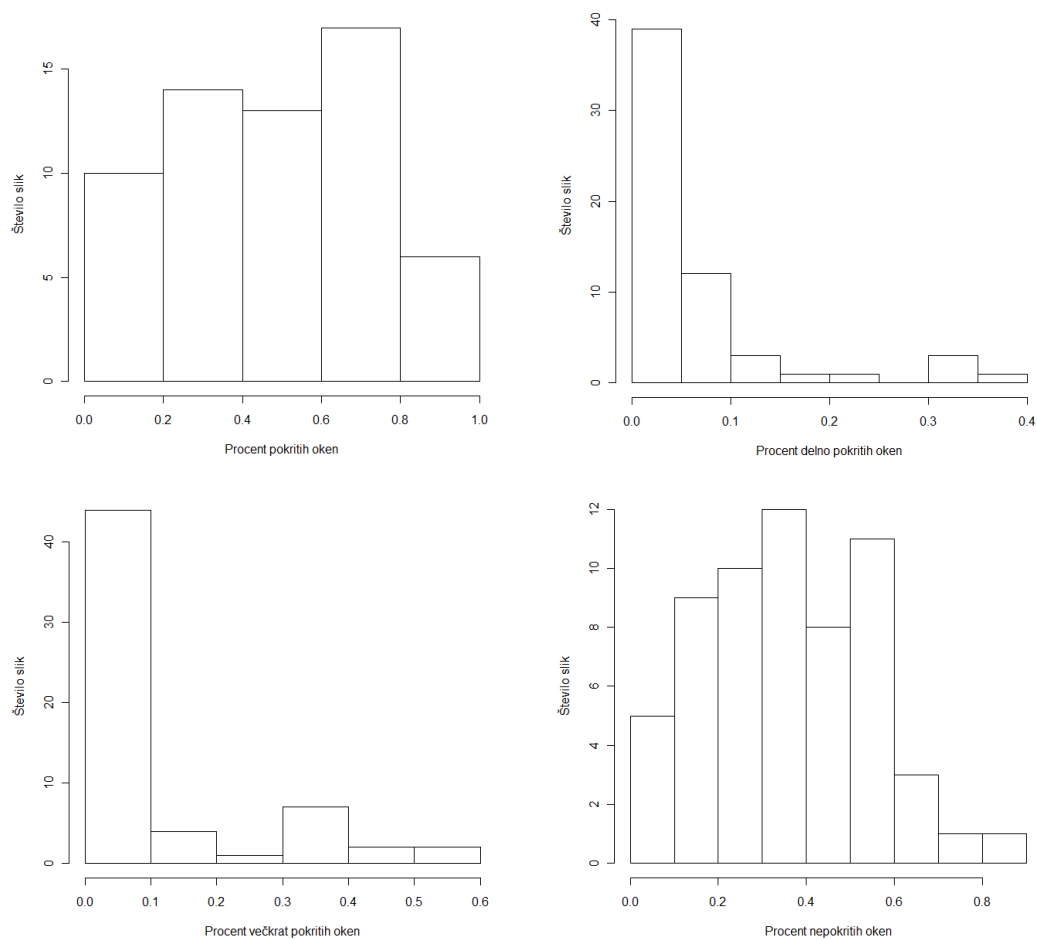 15
10
5
0
Število slik
0.0 0.2 0.4 0.6 0.8 1.0
Procent pokritih oken
40
30
20
10
0
Število slik
0.0 0.1 0.2 0.3 0.4
Procent delno pokritih oken
40
30
20
10
0
Število slik
0.0 0.1 0.2 0.3 0.4 0.5 0.6
Procent večkrat pokritih oken
12
10
8
6
4
2
0
Število slik
0.0 0.2 0.4 0.6 0.8
Procent nepokritih oken